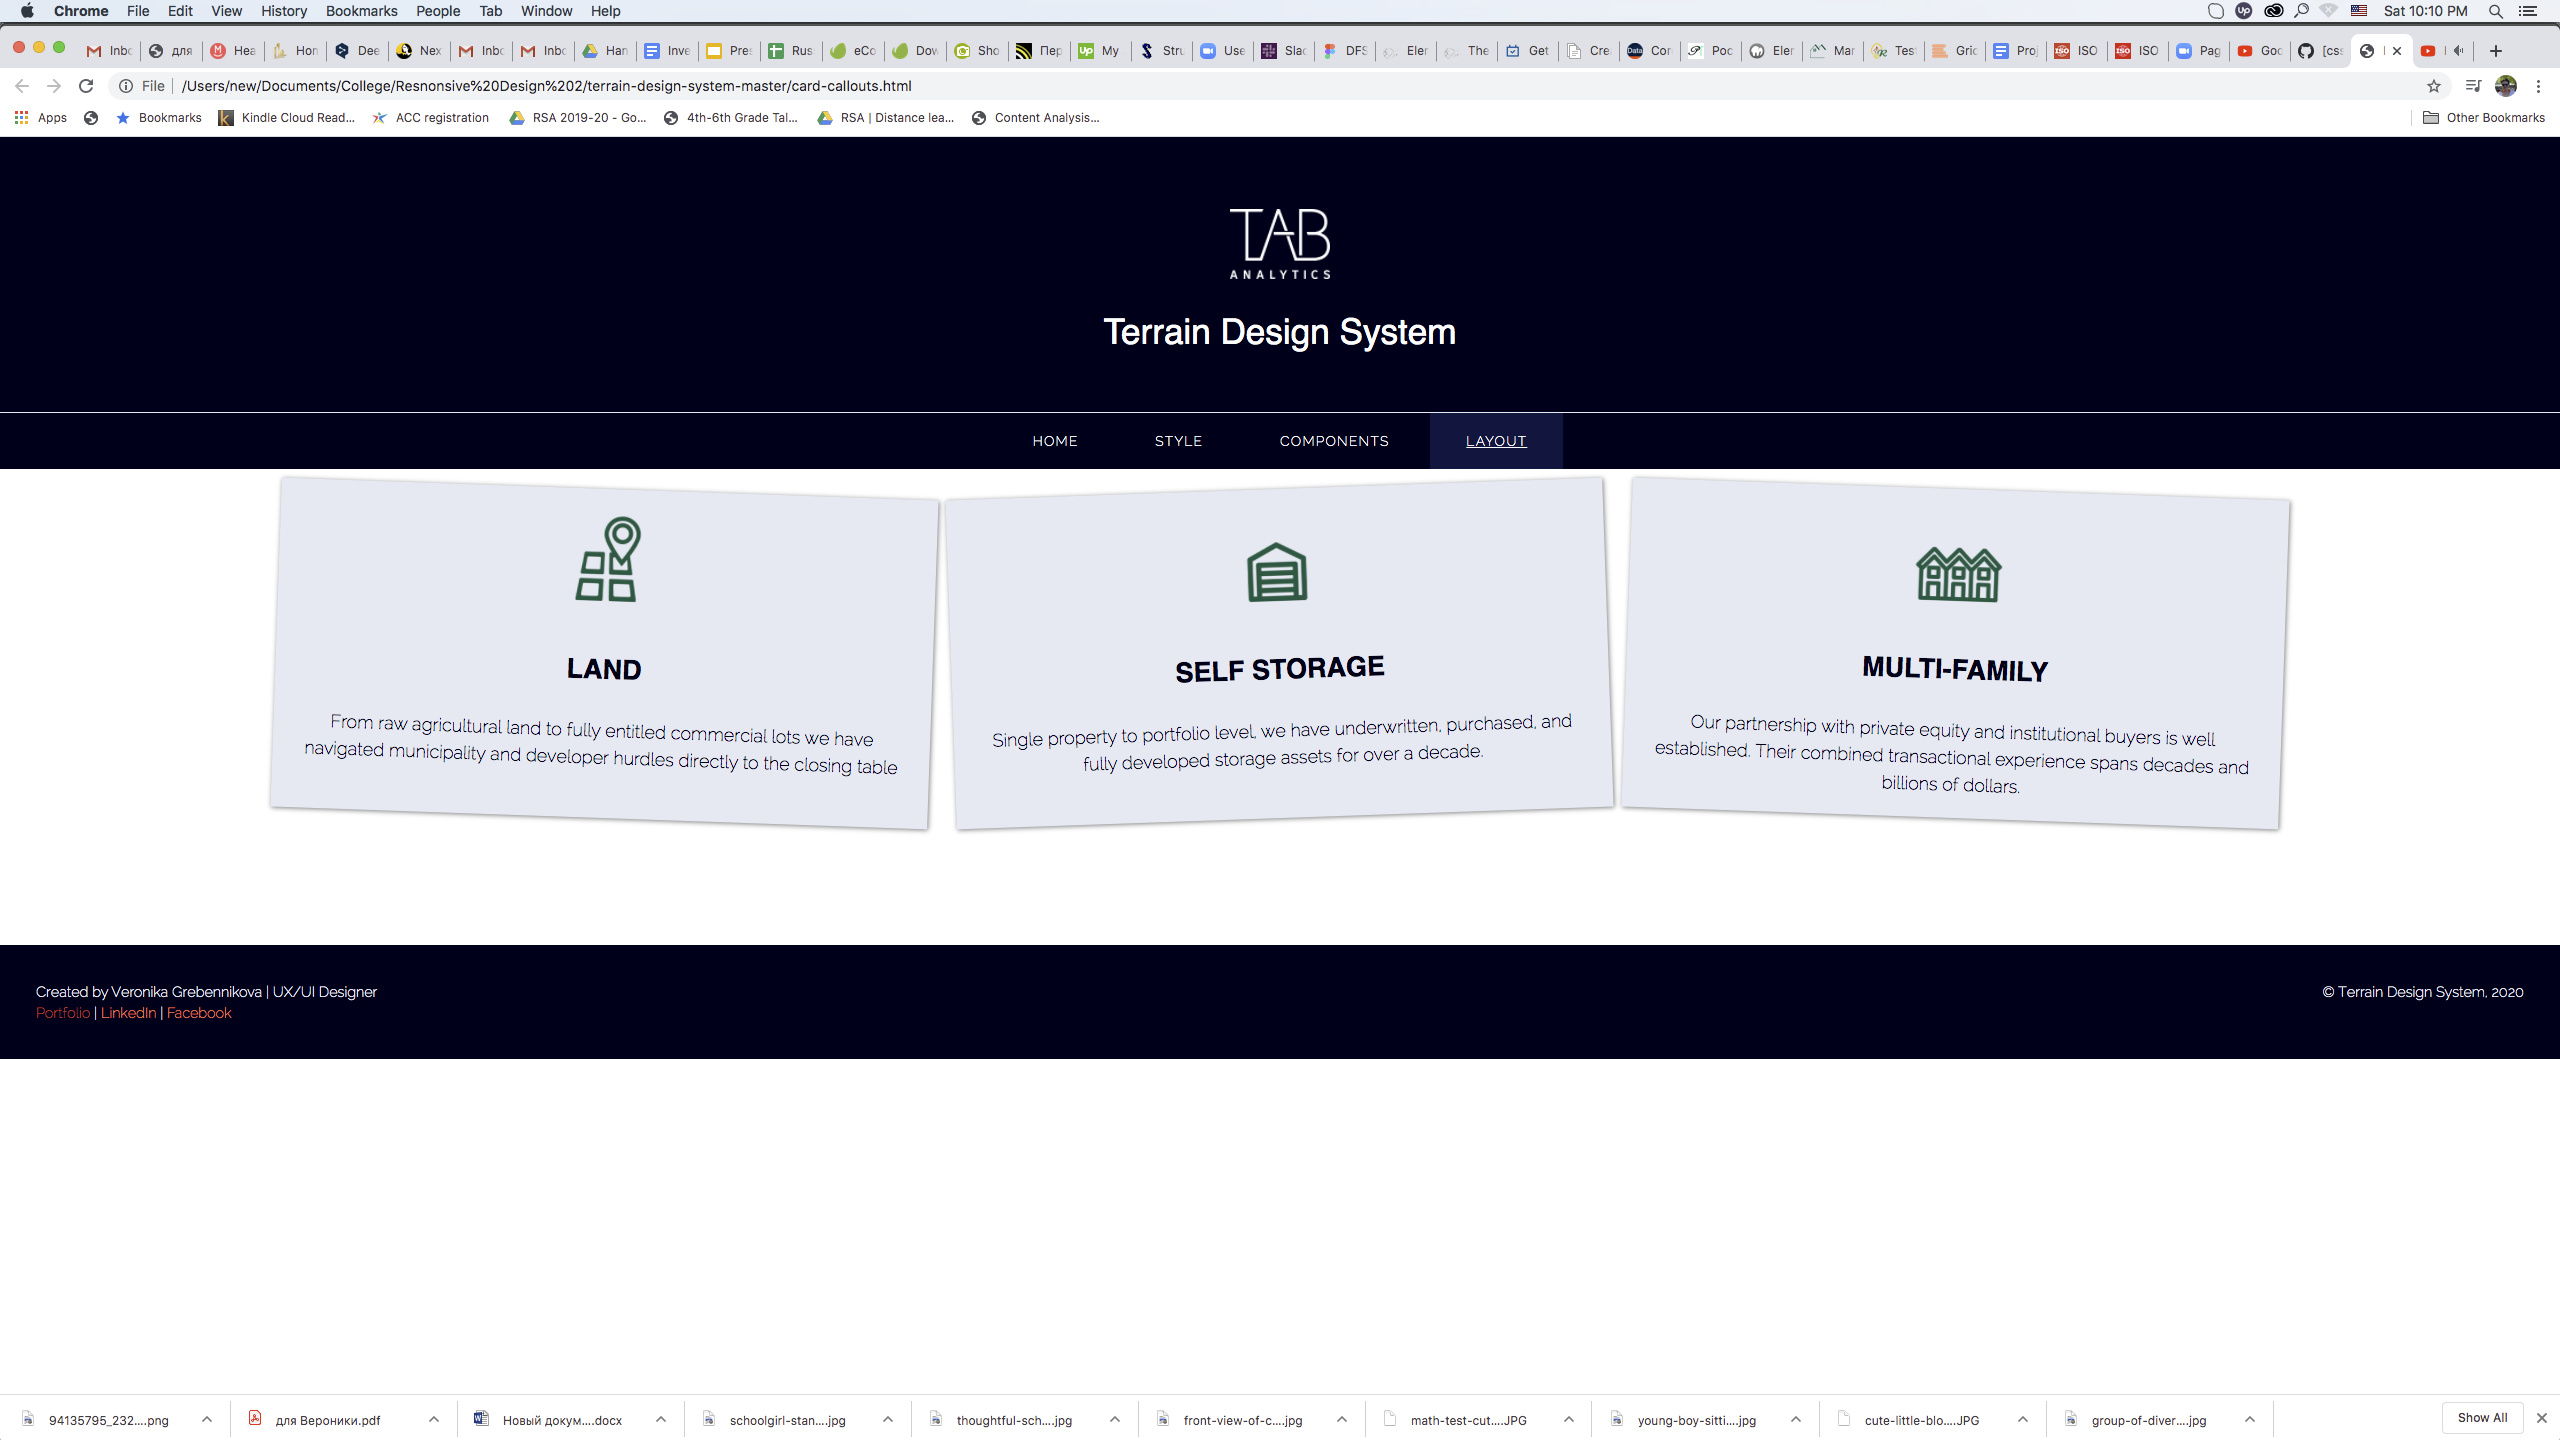 Chrome File Edit View History Bookmarks People Tab Window Help
Sat 10:10 PM
Inbc для Hea Hon Dee Nex Inbc Inbc Han Inve Pres Rus eCo Dov Sho Пер My Stru Use Slac DFS Eler The Get Cre Cor Poc Eler Mar Tes Gric Proj ISO ISO Pag Goc [css
File /Users/new/Documents/College/Resnonsive%20Design%202/terrain-design-system-master/card-callouts.html
Apps Bookmarks Kindle Cloud Read... ACC registration RSA 2019-20 - Go... 4th-6th Grade Tal... RSA | Distance lea... Content Analysis... Other Bookmarks
TAB
ANALYTICS
Terrain Design System
HOME STYLE COMPONENTS LAYOUT
LAND
From raw agricultural land to fully entitled commercial lots we have
navigated municipality and developer hurdles directly to the closing table
SELF STORAGE
Single property to portfolio level, we have underwritten, purchased, and
fully developed storage assets for over a decade.
MULTI-FAMILY
Our partnership with private equity and institutional buyers is well
established. Their combined transactional experience spans decades and
billions of dollars.
Created by Veronika Grebennikova | UX/UI Designer
Portfolio | LinkedIn | Facebook
© Terrain Design System, 2020
94135795_232....png для Вероники.pdf Новый докум....docx schoolgirl-stan....jpg thoughtful-sch....jpg front-view-of-c....jpg math-test-cut....JPG young-boy-sitti....jpg cute-little-blo....JPG group-of-diver....jpg Show All